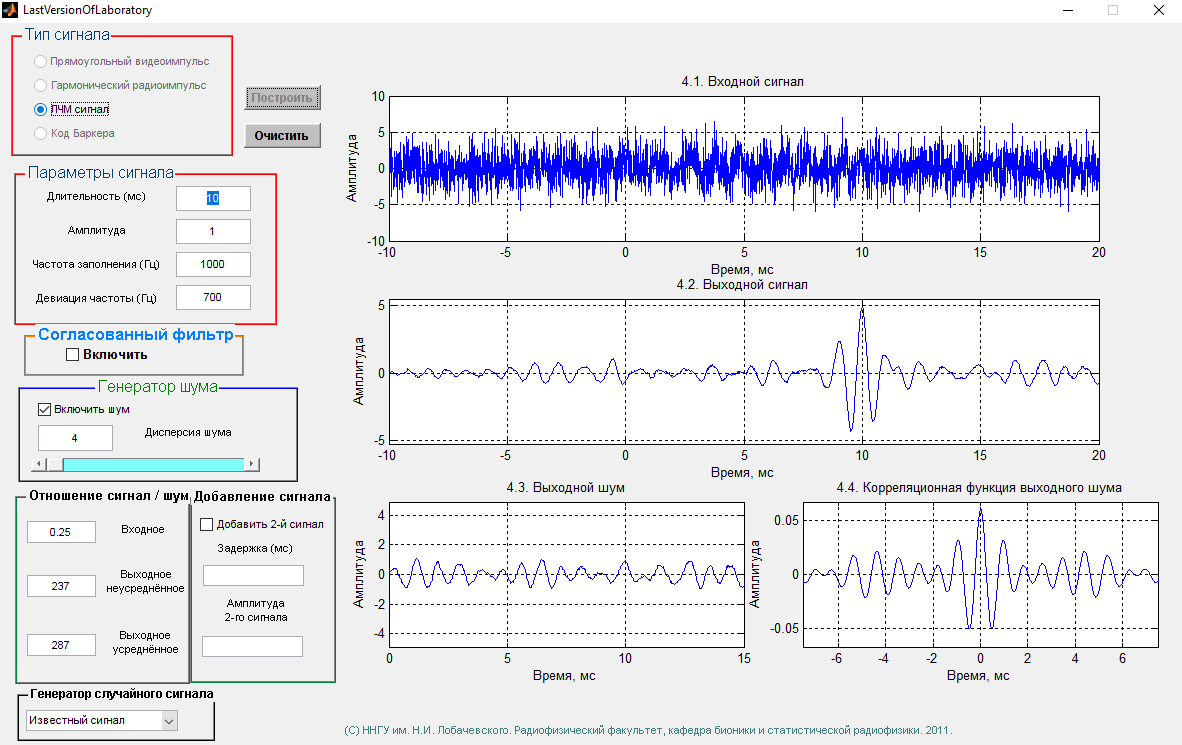 LastVersionOfLaboratory
Тип сигнала
Прямоугольный видеоимпульс
Гармонический радиоимпульс
ЛЧМ сигнал
Код Баркера
Построить
Очистить
Параметры сигнала
Длительность (мс)
10
Амплитуда
1
Частота заполнения (Гц)
1000
Девиация частоты (Гц)
700
Согласованный фильтр
Включить
Генератор шума
Включить шум
4
Дисперсия шума
Отношение сигнал / шум
0.25
Входное
237
Выходное
неусреднённое
287
Выходное
усреднённое
Добавление сигнала
Добавить 2-й сигнал
Задержка (мс)
Амплитуда
2-го сигнала
Генератор случайного сигнала
Известный сигнал
4.1. Входной сигнал
Амплитуда
10
5
0
-5
-10
-10 -5 0 5 10 15 20
Время, мс
4.2. Выходной сигнал
Амплитуда
5
0
-5
-10 -5 0 5 10 15 20
Время, мс
4.3. Выходной шум
Амплитуда
4
2
0
-2
-4
0 5 10 15
Время, мс
4.4. Корреляционная функция выходного шума
Амплитуда
0.05
0
-0.05
-6 -4 -2 0 2 4 6
Время, мс
(С) ННГУ им. Н.И. Лобачевского. Радиофизический факультет, кафедра бионики и статистической радиофизики. 2011.